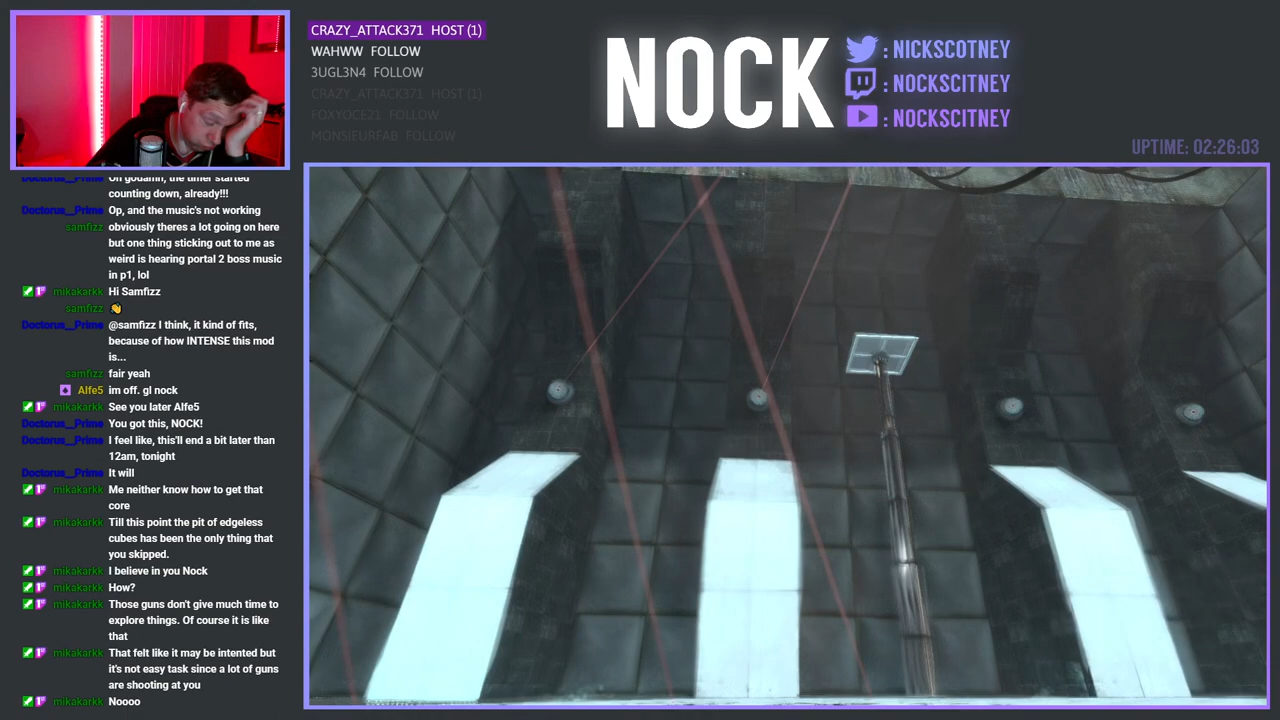 CRAZY_ATTACK371 HOST (1)
WAHWW FOLLOW
3UGL3N4 FOLLOW
CRAZY_ATTACK371 HOST (1)
FOXYOCE21 FOLLOW
MONSIEURFAB FOLLOW
NOCK
: NICKSCOTNEY
: NOCKSCITNEY
: NOCKSCITNEY
UPTIME: 02:26:03
Doctorus__Prime Oh godamn, the timer started
counting down, already!!!
Doctorus__Prime Op, and the music's not working
samfizz obviously theres a lot going on here
but one thing sticking out to me as
weird is hearing portal 2 boss music
in p1, lol
mikakarkk Hi Samfizz
samfizz
Doctorus__Prime @samfizz I think, it kind of fits,
because of how INTENSE this mod
is...
samfizz fair yeah
Alfe5 im off. gl nock
mikakarkk See you later Alfe5
Doctorus__Prime You got this, NOCK!
Doctorus__Prime I feel like, this'll end a bit later than
12am, tonight
Doctorus__Prime It will
mikakarkk Me neither know how to get that
core
mikakarkk Till this point the pit of edgeless
cubes has been the only thing that
you skipped.
mikakarkk I believe in you Nock
mikakarkk How?
mikakarkk Those guns don't give much time to
explore things. Of course it is like
that
mikakarkk That felt like it may be intented but
it's not easy task since a lot of guns
are shooting at you
mikakarkk Noooo